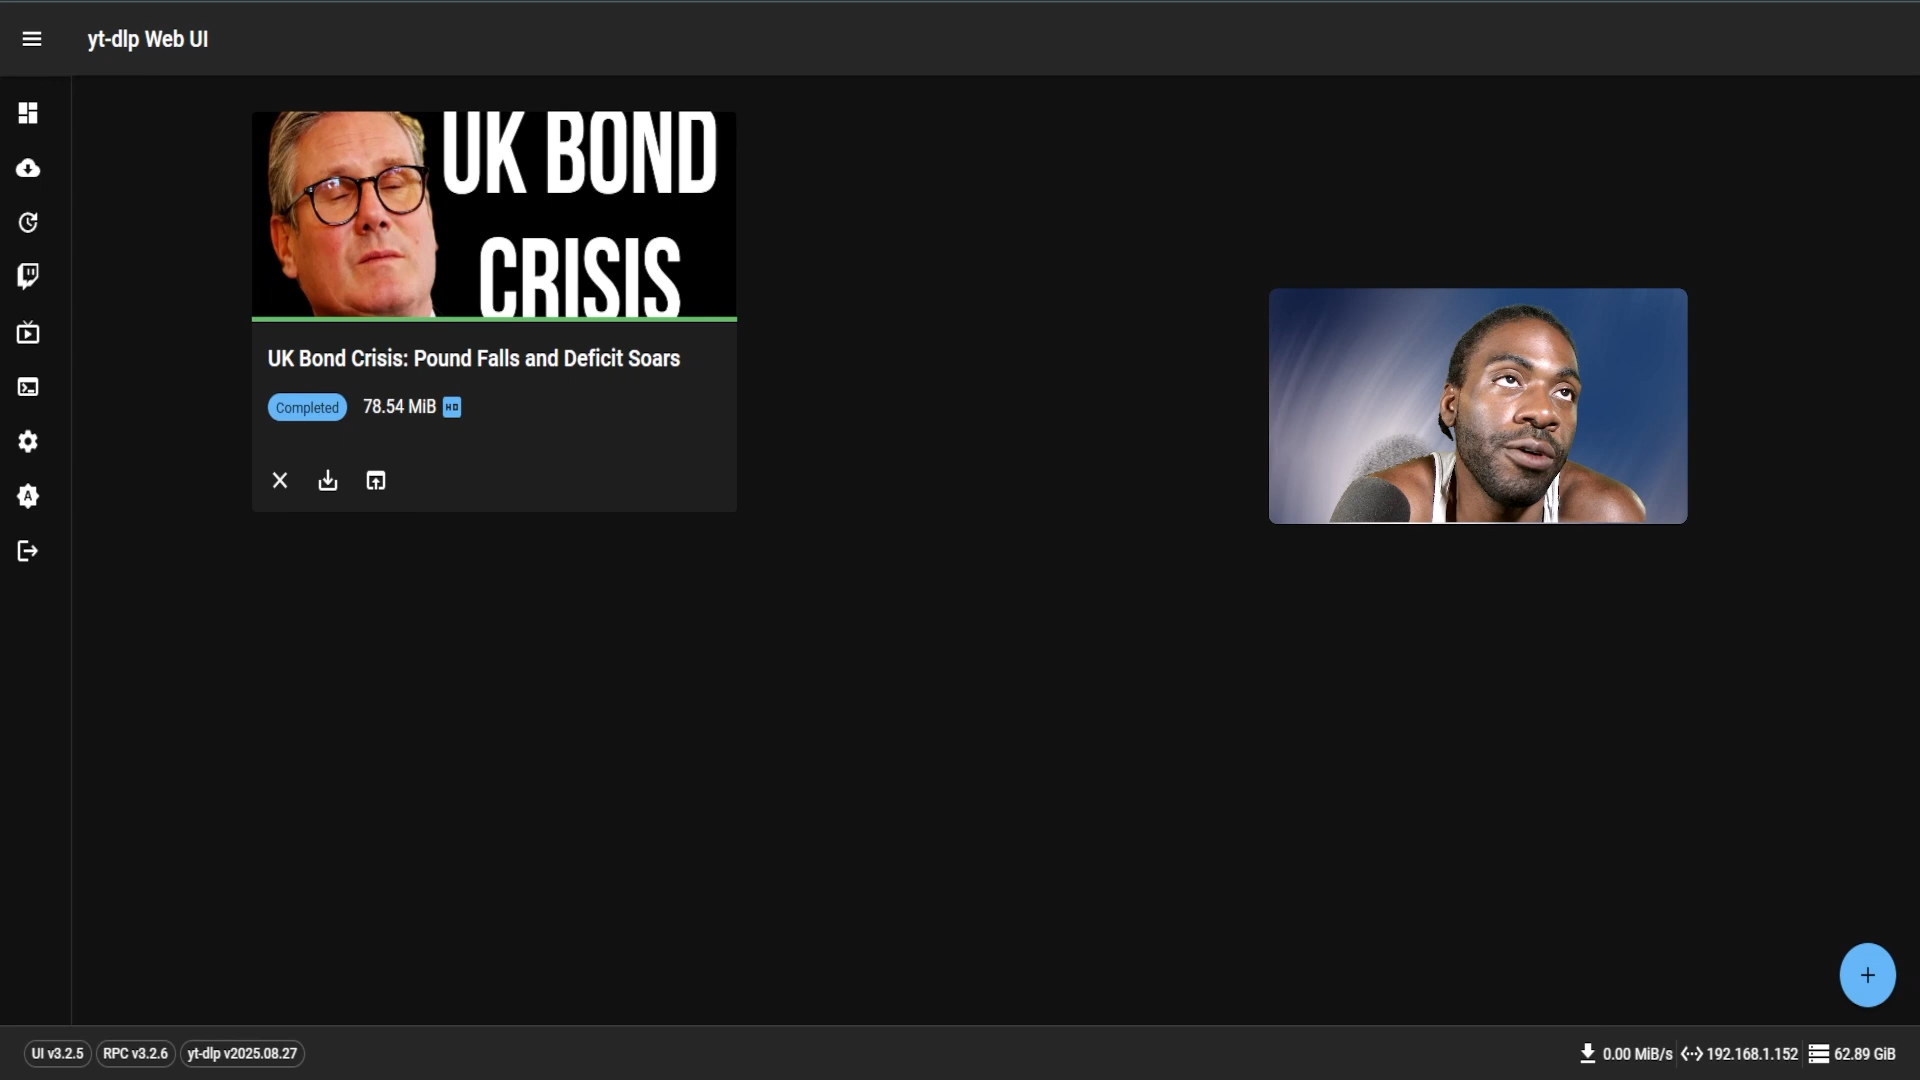 yt-dlp Web UI
UK BOND
CRISIS
UK Bond Crisis: Pound Falls and Deficit Soars
Completed 78.54 MiB HD
UI v3.2.5 RPC v3.2.6 yt-dlp v2025.08.27 0.00 MiB/s 192.168.1.152 62.89 GiB